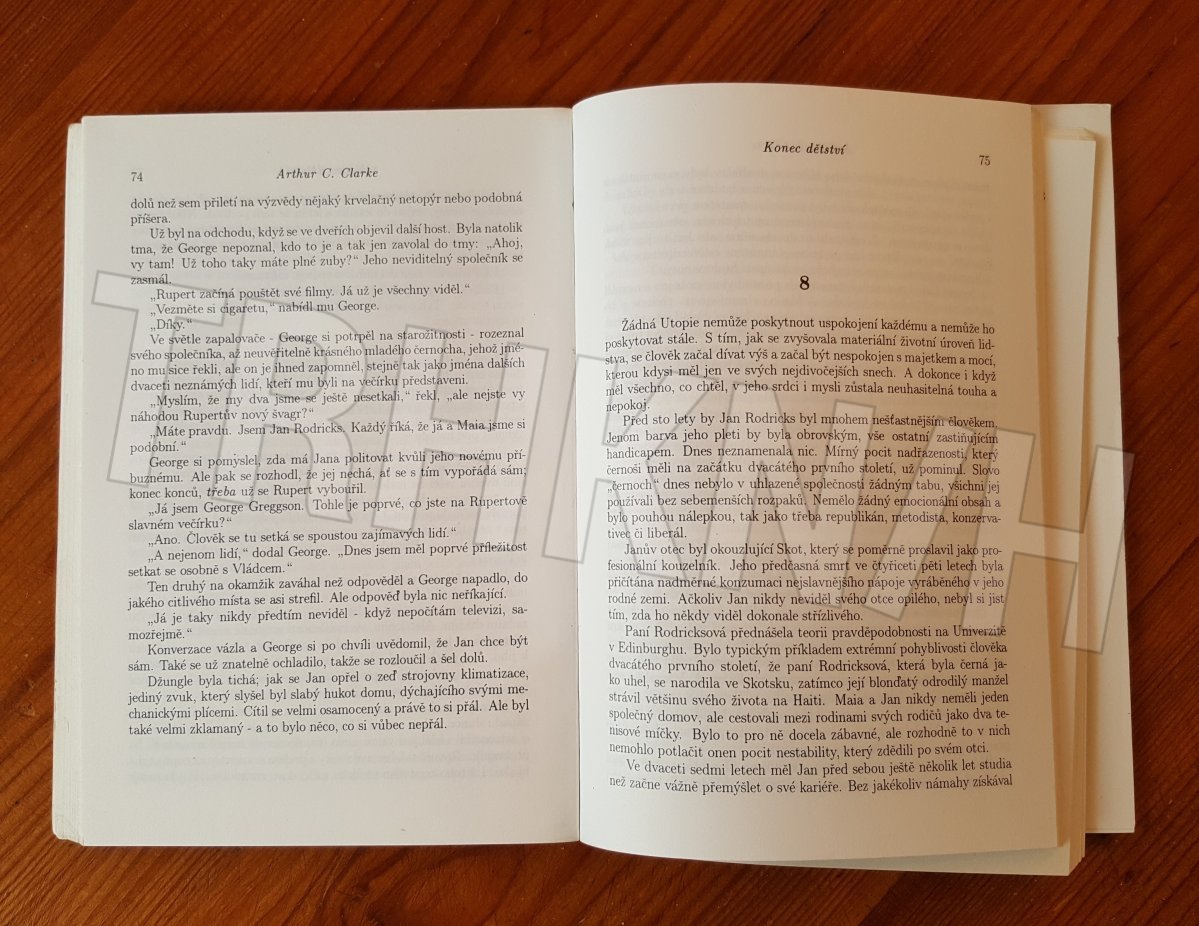 74
Arthur C. Clarke
dolů než sem přiletí na výzvědy nějaký krvelačný netopýr nebo podobná
příšera.
Už byl na odchodu, když se ve dveřích objevil další host. Byla natolik
tma, že George nepoznal, kdo to je a tak jen zavolal do tmy: „Ahoj,
vy tam! Už toho taky máte plné zuby?“ Jeho neviditelný společník se
zasmál.
„Rupert začíná pouštět své filmy. Já už je všechny viděl.“
„Vezměte si cigaretu,“ nabídl mu George.
„Díky.“
Ve světle zapalovače - George si potrpěl na starožitnosti - rozeznal
svého společníka, až neuvěřitelně krásného mladého černocha, jehož jmé-
no mu sice řekli, ale on je ihned zapomněl, stejně tak jako jména dalších
dvaceti neznámých lidí, kteří mu byli na večírku představeni.
„Myslím, že my dva jsme se ještě nesetkali,“ řekl, „ale nejste vy
náhodou Rupertův nový švagr?“
„Máte pravdu. Jsem Jan Rodricks. Každý říká, že já a Maia jsme si
podobní.“
George si pomyslel, zda má Jana politovat kvůli jeho novému pří-
buznému. Ale pak se rozhodl, že jej nechá, ať se s tím vypořádá sám;
konec konců, třeba už se Rupert vybouřil.
„Já jsem George Greggson. Tohle je poprvé, co jste na Rupertově
slavném večírku?“
„Ano. Člověk se tu setká se spoustou zajímavých lidí.“
„A nejenom lidí,“ dodal George. „Dnes jsem měl poprvé příležitost
setkat se osobně s Vládcem.“
Ten druhý na okamžik zaváhal než odpověděl a George napadlo, do
jakého citlivého místa se asi strefil. Ale odpověď byla nic neříkající.
„Já je taky nikdy předtím neviděl - když nepočítám televizi, sa-
mozřejmě.“
Konverzace vázla a George si po chvíli uvědomil, že Jan chce být
sám. Také se už znatelně ochladilo, takže se rozloučil a šel dolů.
Džungle byla tichá; jak se Jan opřel o zeď strojovny klimatizace,
jediný zvuk, který slyšel byl slabý hukot domu, dýchajícího svými me-
chanickými plícemi. Cítil se velmi osamocený a právě to si přál. Ale byl
také velmi zklamaný - a to bylo něco, co si vůbec nepřál.
Konec dětství
75
8
Žádná Utopie nemůže poskytnout uspokojení každému a nemůže ho
poskytovat stále. S tím, jak se zvyšovala materiální životní úroveň lid-
stva, se člověk začal dívat výš a začal být nespokojen s majetkem a mocí,
kterou kdysi měl jen ve svých nejdivočejších snech. A dokonce i když
měl všechno, co chtěl, v jeho srdci i mysli zůstala neuhasitelná touha a
nepokoj.
Před sto lety by Jan Rodricks byl mnohem nešťastnějším člověkem.
Jenom barva jeho pleti by byla obrovským, vše ostatní zastiňujícím
handicapem. Dnes neznamenala nic. Mírný pocit nadřazenosti, který
černoši měli na začátku dvacátého prvního století, už pominul. Slovo
„černoch“ dnes nebylo v uhlazené společnosti žádným tabu, všichni jej
používali bez sebemenších rozpaků. Nemělo žádný emocionální obsah a
bylo pouhou nálepkou, tak jako třeba republikán, metodista, konzerva-
tivec či liberál.
Janův otec byl okouzlující Skot, který se poměrně proslavil jako pro-
fesionální kouzelník. Jeho předčasná smrt ve čtyřiceti pěti letech byla
přičítána nadměrné konzumaci nejslavnějšího nápoje vyráběného v jeho
rodné zemi. Ačkoliv Jan nikdy neviděl svého otce opilého, nebyl si jist
tím, zda ho někdy viděl dokonale střízlivého.
Paní Rodricksová přednášela teorii pravděpodobnosti na Univerzitě
v Edinburghu. Bylo typickým příkladem extrémní pohyblivosti člověka
dvacátého prvního století, že paní Rodricksová, která byla černá ja-
ko uhel, se narodila ve Skotsku, zatímco její blonďatý odrodilý manžel
strávil většinu svého života na Haiti. Maia a Jan nikdy neměli jeden
společný domov, ale cestovali mezi rodinami svých rodičů jako dva te-
nisové míčky. Bylo to pro ně docela zábavné, ale rozhodně to v nich
nemohlo potlačit onen pocit nestability, který zdědili po svém otci.
Ve dvaceti sedmi letech měl Jan před sebou ještě několik let studia
než začne vážně přemýšlet o své kariéře. Bez jakékoliv námahy získával